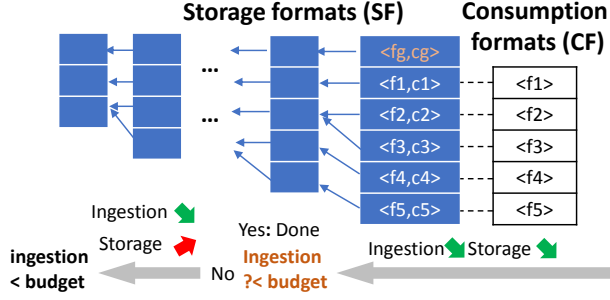 Storage formats (SF)
Consumption
formats (CF)
<fg,cg>
...
<f1,c1>
<f1>
...
<f2,c2>
<f2>
<f3,c3>
<f3>
<f4,c4>
<f4>
<f5,c5>
<f5>
Ingestion
Storage
Yes: Done
Ingestion
?< budget
No
Ingestion
Storage
ingestion
< budget